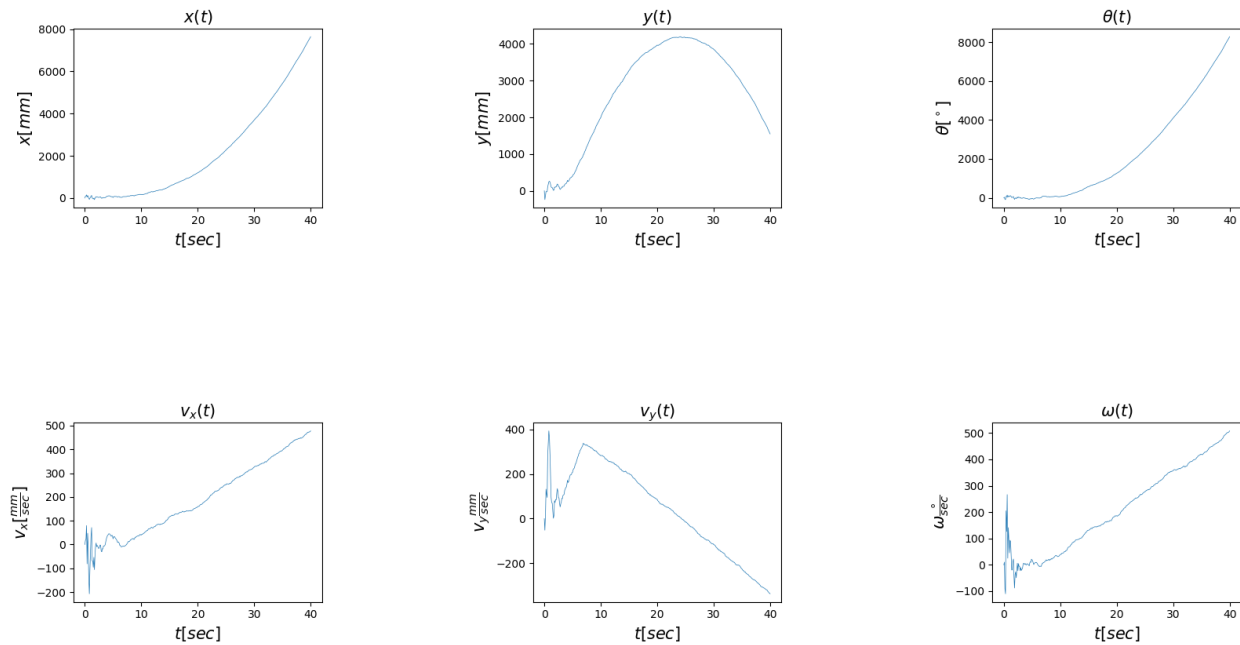 x(t)
x[mm]
8000
6000
4000
2000
0
0 10 20 30 40
t[sec]
y(t)
y[mm]
4000
3000
2000
1000
0
0 10 20 30 40
t[sec]
θ(t)
θ[°]
8000
6000
4000
2000
0
0 10 20 30 40
t[sec]
v_x(t)
v_x[mm/sec]
500
400
300
200
100
0
−100
−200
0 10 20 30 40
t[sec]
v_y(t)
v_y mm/sec
400
200
0
−200
0 10 20 30 40
t[sec]
ω(t)
ω °/sec
500
400
300
200
100
0
−100
0 10 20 30 40
t[sec]